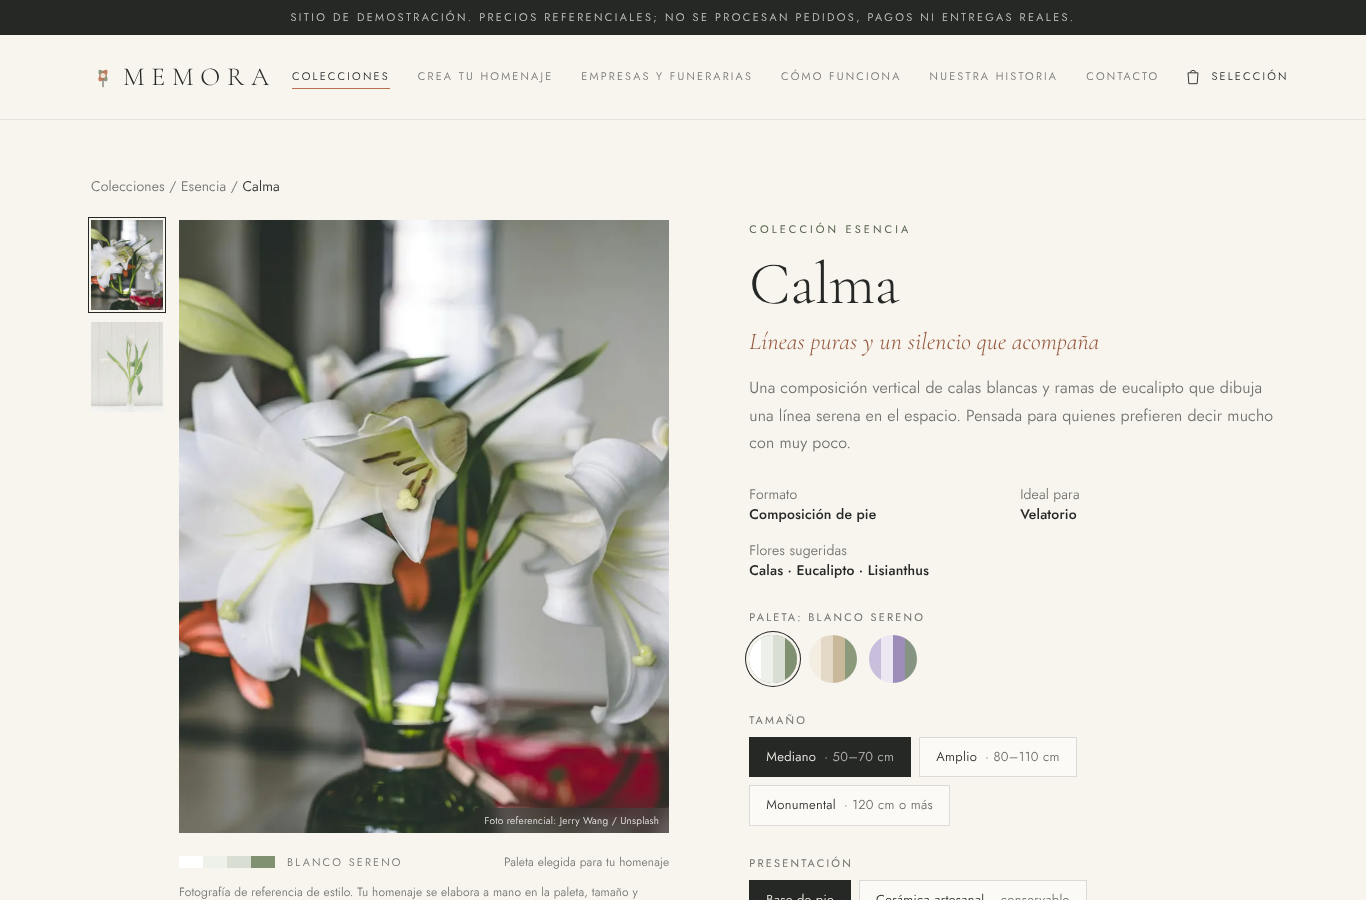 SITIO DE DEMOSTRACIÓN. PRECIOS REFERENCIALES; NO SE PROCESAN PEDIDOS, PAGOS NI ENTREGAS REALES.
MEMORA
COLECCIONES
CREA TU HOMENAJE
EMPRESAS Y FUNERARIAS
CÓMO FUNCIONA
NUESTRA HISTORIA
CONTACTO
SELECCIÓN
Colecciones / Esencia / Calma
Foto referencial: Jerry Wang / Unsplash
BLANCO SERENO
Paleta elegida para tu homenaje
Fotografía de referencia de estilo. Tu homenaje se elabora a mano en la paleta, tamaño y
COLECCIÓN ESENCIA
Calma
Líneas puras y un silencio que acompaña
Una composición vertical de calas blancas y ramas de eucalipto que dibuja
una línea serena en el espacio. Pensada para quienes prefieren decir mucho
con muy poco.
Formato
Composición de pie
Ideal para
Velatorio
Flores sugeridas
Calas · Eucalipto · Lisianthus
PALETA: BLANCO SERENO
TAMAÑO
Mediano · 50–70 cm
Amplio · 80–110 cm
Monumental · 120 cm o más
PRESENTACIÓN
Base de pie
Cerámica artesanal · conservable